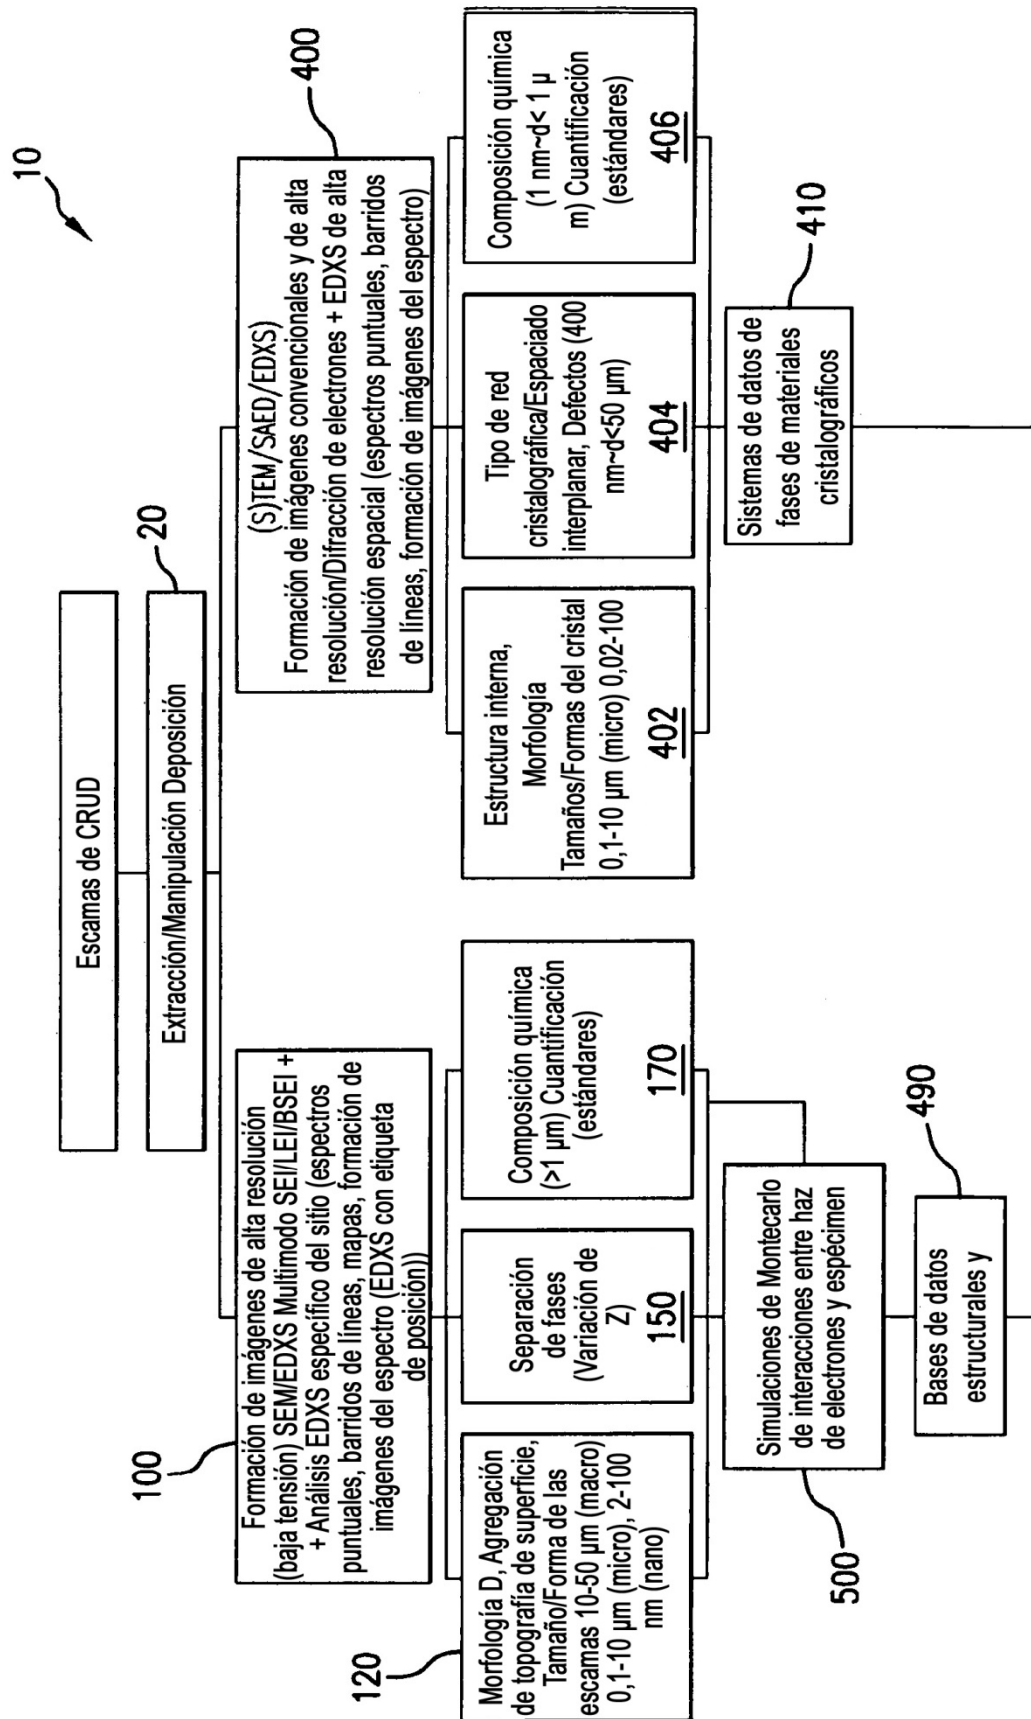 10
Escamas de CRUD
20
Extracción/Manipulación Deposición
100
Formación de imágenes de alta resolución
(baja tensión) SEM/EDXS Multimodo SEI/LEI/BSEI +
+ Análisis EDXS específico del sitio (espectros
puntuales, barridos de líneas, mapas, formación de
imágenes del espectro (EDXS con etiqueta
de posición))
400
(S)TEM/SAED/EDXS)
Formación de imágenes convencionales y de alta
resolución/Difracción de electrones + EDXS de alta
resolución espacial (espectros puntuales, barridos
de líneas, formación de imágenes del espectro)
120
Morfología D, Agregación
de topografía de superficie,
Tamaño/Forma de las
escamas 10-50 µm (macro)
0,1-10 µm (micro), 2-100
nm (nano)
Separación
de fases
(Variación de
Z)
150
Composición química
(>1 µm) Cuantificación
(estándares)
170
Estructura interna,
Morfología
Tamaños/Formas del cristal
0,1-10 µm (micro) 0,02-100
402
Tipo de red
cristalográfica/Espaciado
interplanar, Defectos (400
nm~d<50 µm)
404
Composición química
(1 nm~d< 1 µ
m) Cuantificación
(estándares)
406
500
Simulaciones de Montecarlo
de interacciones entre haz
de electrones y espécimen
410
Sistemas de datos de
fases de materiales
cristalográficos
490
Bases de datos
estructurales y